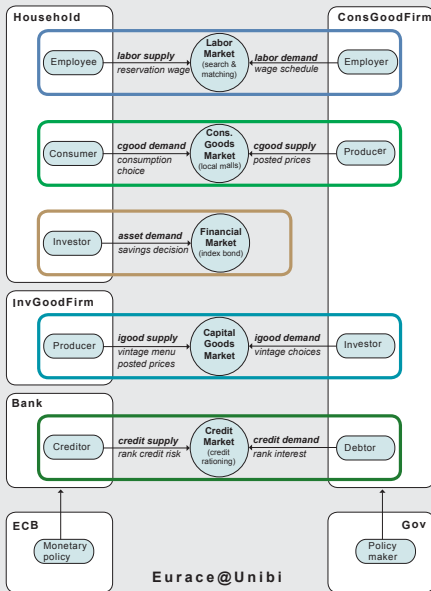 Household
ConsGoodFirm
Employee
labor supply
reservation wage
Labor
Market
(search &
matching)
labor demand
wage schedule
Employer
Consumer
cgood demand
consumption
choice
Cons.
Goods
Market
(local malls)
cgood supply
posted prices
Producer
Investor
asset demand
savings decision
Financial
Market
(index bond)
InvGoodFirm
Producer
igood supply
vintage menu
posted prices
Capital
Goods
Market
igood demand
vintage choices
Investor
Bank
Creditor
credit supply
rank credit risk
Credit
Market
(credit
rationing)
credit demand
rank interest
Debtor
ECB
Monetary
policy
Gov
Policy
maker
Eurace@Unibi